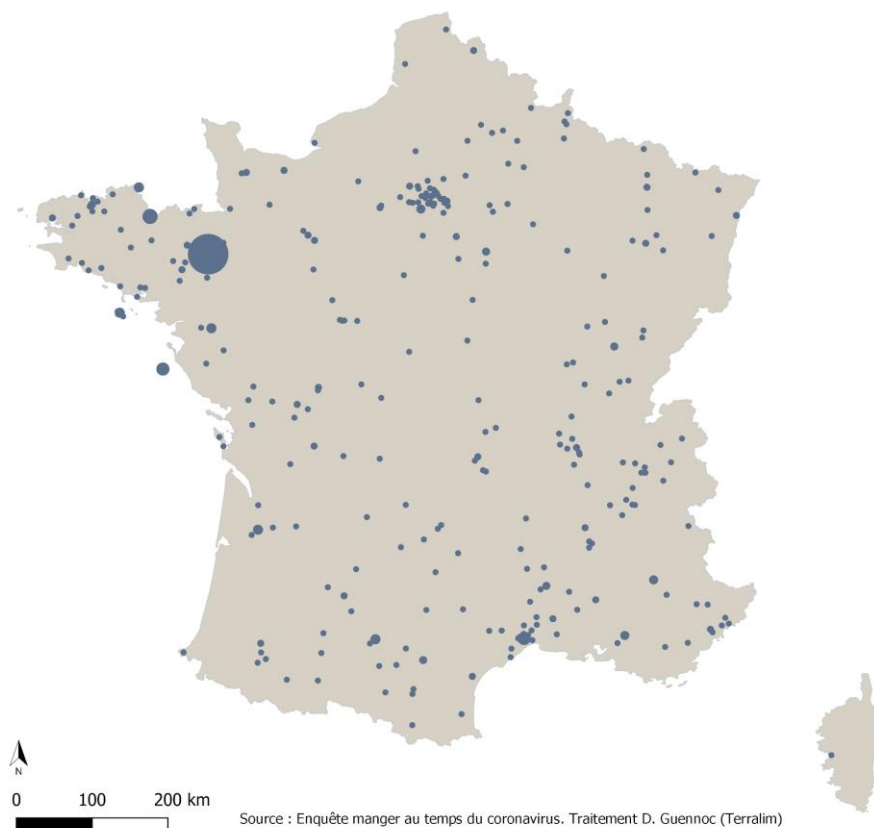 N
0 100 200 km
Source : Enquête manger au temps du coronavirus. Traitement D. Guennoc (Terralim)